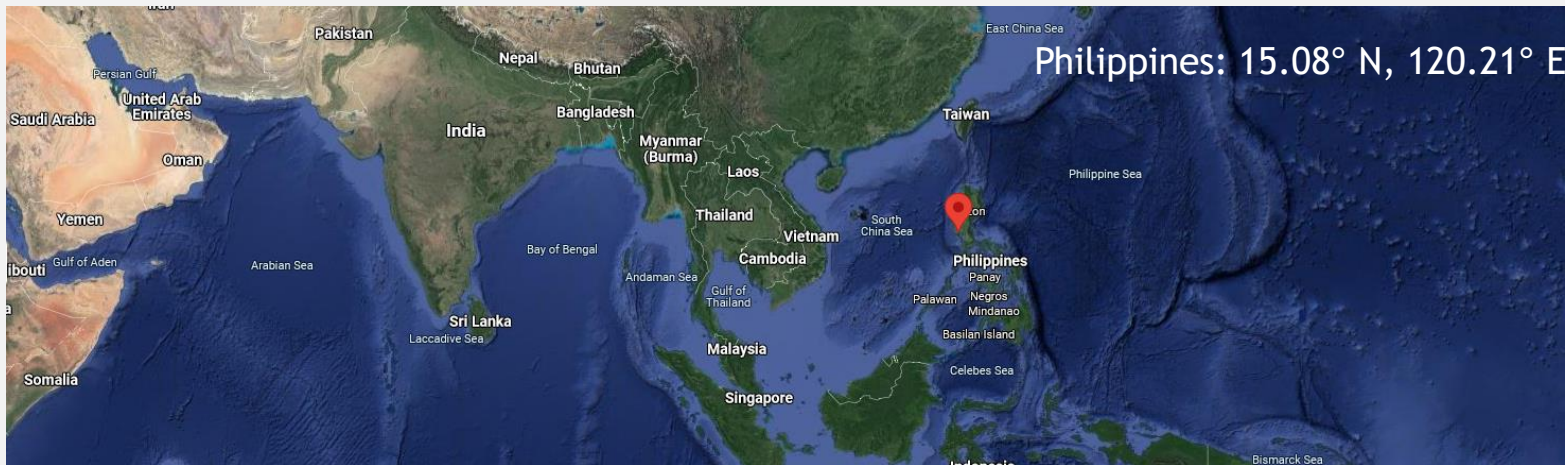 East China Sea
Pakistan
Philippines: 15.08° N, 120.21° E
Nepal
Bhutan
Persian Gulf
United Arab
Emirates
Bangladesh
Taiwan
Saudi Arabia
India
Myanmar
(Burma)
Oman
Laos
Philippine Sea
Thailand
South
China Sea
Yemen
Vietnam
Bay of Bengal
Cambodia
Philippines
Gulf of Aden
Arabian Sea
ibouti
Andaman Sea
Panay
Gulf of
Thailand
Palawan
Negros
Mindanao
Sri Lanka
Laccadive Sea
Basilan Island
Malaysia
Celebes Sea
Somalia
Singapore
Bismarck Sea